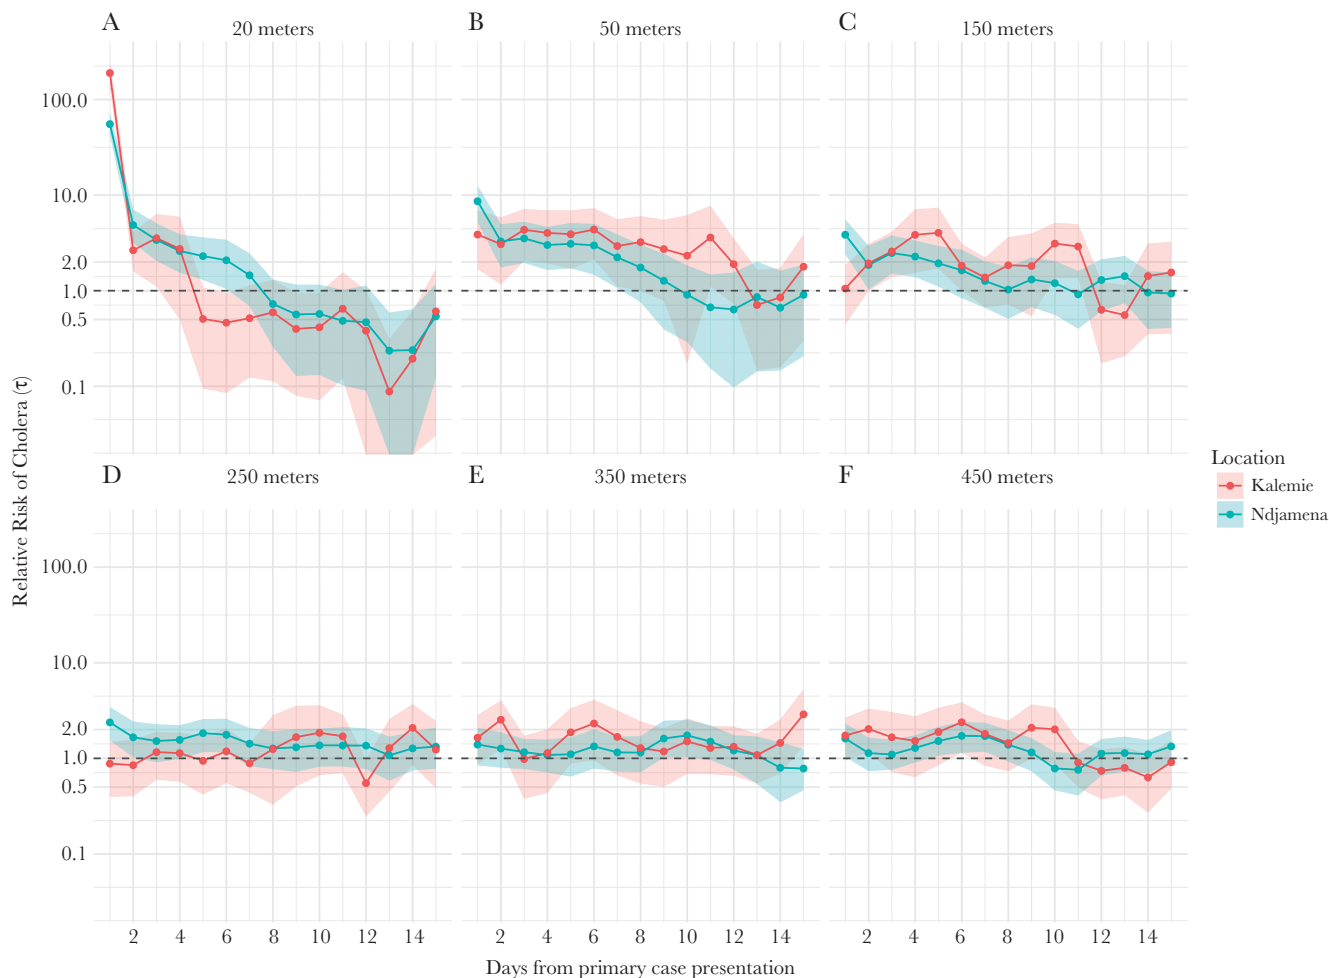 A
20 meters
B
50 meters
C
150 meters
100.0
10.0
2.0
1.0
0.5
0.1
D
250 meters
E
350 meters
F
450 meters
100.0
10.0
2.0
1.0
0.5
0.1
2 4 6 8 10 12 14
2 4 6 8 10 12 14
2 4 6 8 10 12 14
Days from primary case presentation
Relative Risk of Cholera (τ)
Location
Kalemie
Ndjamena